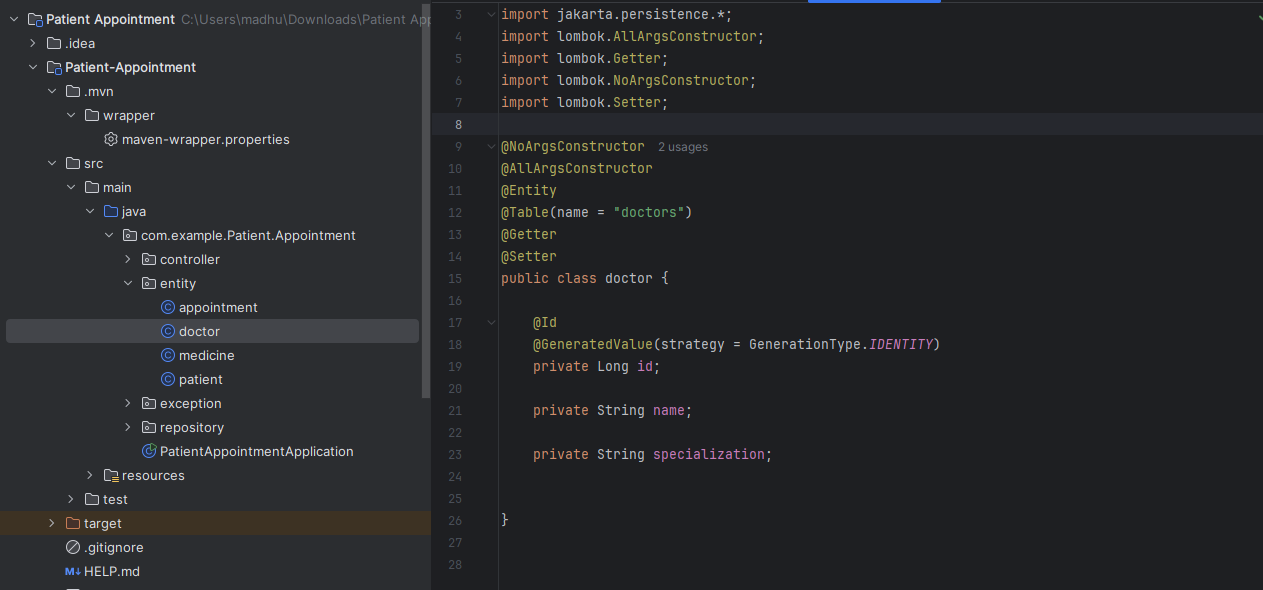 Patient Appointment C:\Users\madhu\Downloads\Patient App
.idea
Patient-Appointment
.mvn
wrapper
maven-wrapper.properties
src
main
java
com.example.Patient.Appointment
controller
entity
appointment
doctor
medicine
patient
exception
repository
PatientAppointmentApplication
resources
test
target
.gitignore
M↓ HELP.md
3 import jakarta.persistence.*;
4 import lombok.AllArgsConstructor;
5 import lombok.Getter;
6 import lombok.NoArgsConstructor;
7 import lombok.Setter;
8
9 @NoArgsConstructor 2 usages
10 @AllArgsConstructor
11 @Entity
12 @Table(name = "doctors")
13 @Getter
14 @Setter
15 public class doctor {
16
17 @Id
18 @GeneratedValue(strategy = GenerationType.IDENTITY)
19 private Long id;
20
21 private String name;
22
23 private String specialization;
24
25
26 }
27
28